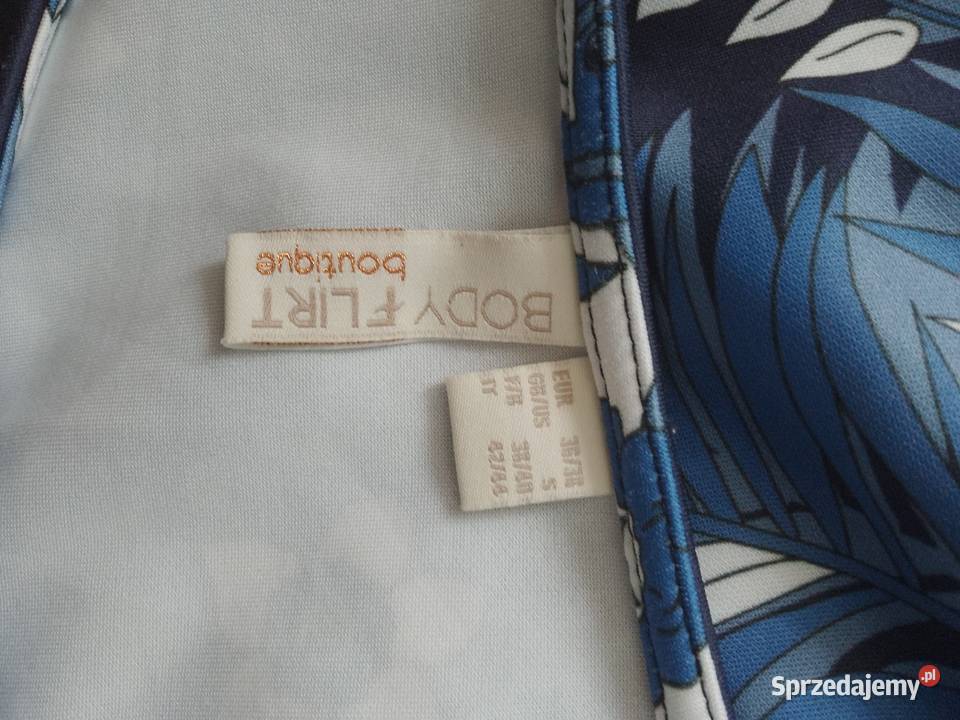 BODY FLIRT
boutique
EUR 36/38
GB/US S
F/B 38/40
IT 42/44
Sprzedajemy.pl